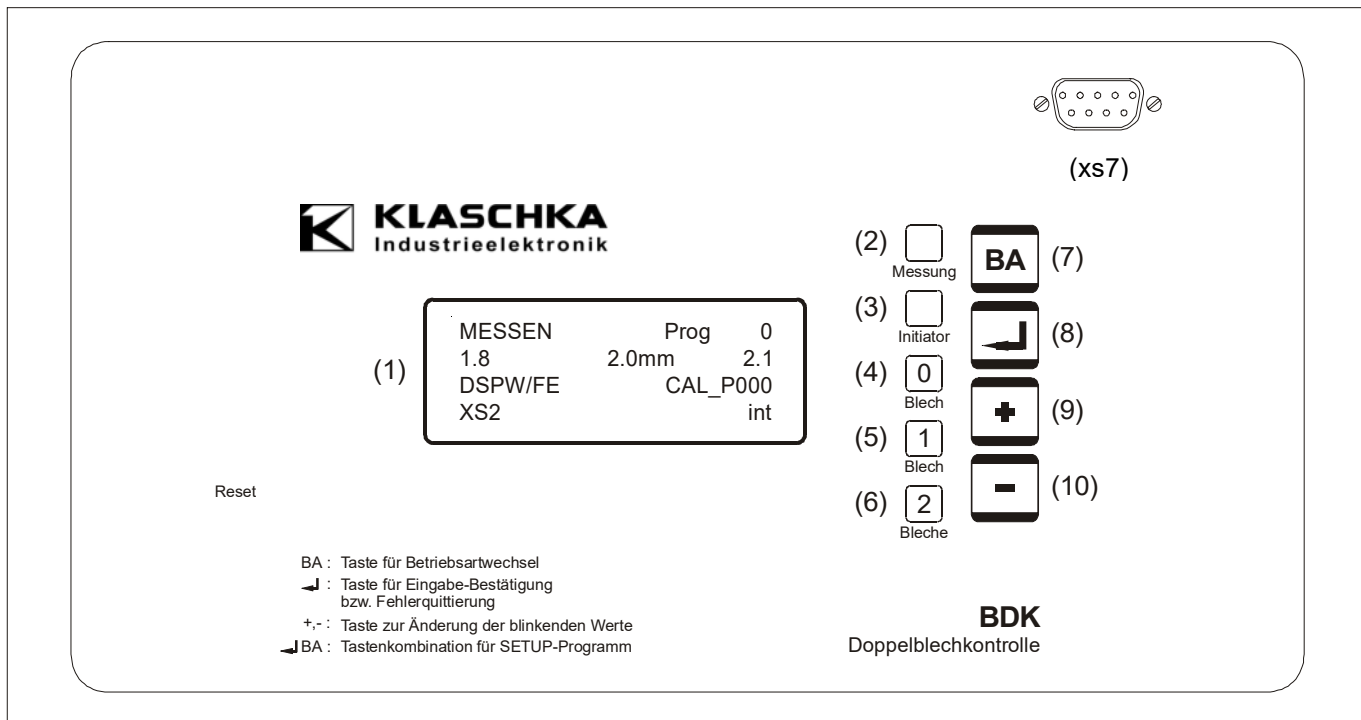 (xs7)
KLASCHKA
Industrieelektronik
(1)
MESSEN Prog 0
1.8 2.0mm 2.1
DSPW/FE CAL_P000
XS2 int
(2) Messung
(3) Initiator
(4) 0 Blech
(5) 1 Blech
(6) 2 Bleche
BA (7)
(8)
+ (9)
- (10)
Reset
BA : Taste für Betriebsartwechsel
: Taste für Eingabe-Bestätigung
bzw. Fehlerquittierung
+,- : Taste zur Änderung der blinkenden Werte
BA : Tastenkombination für SETUP-Programm
BDK
Doppelblechkontrolle